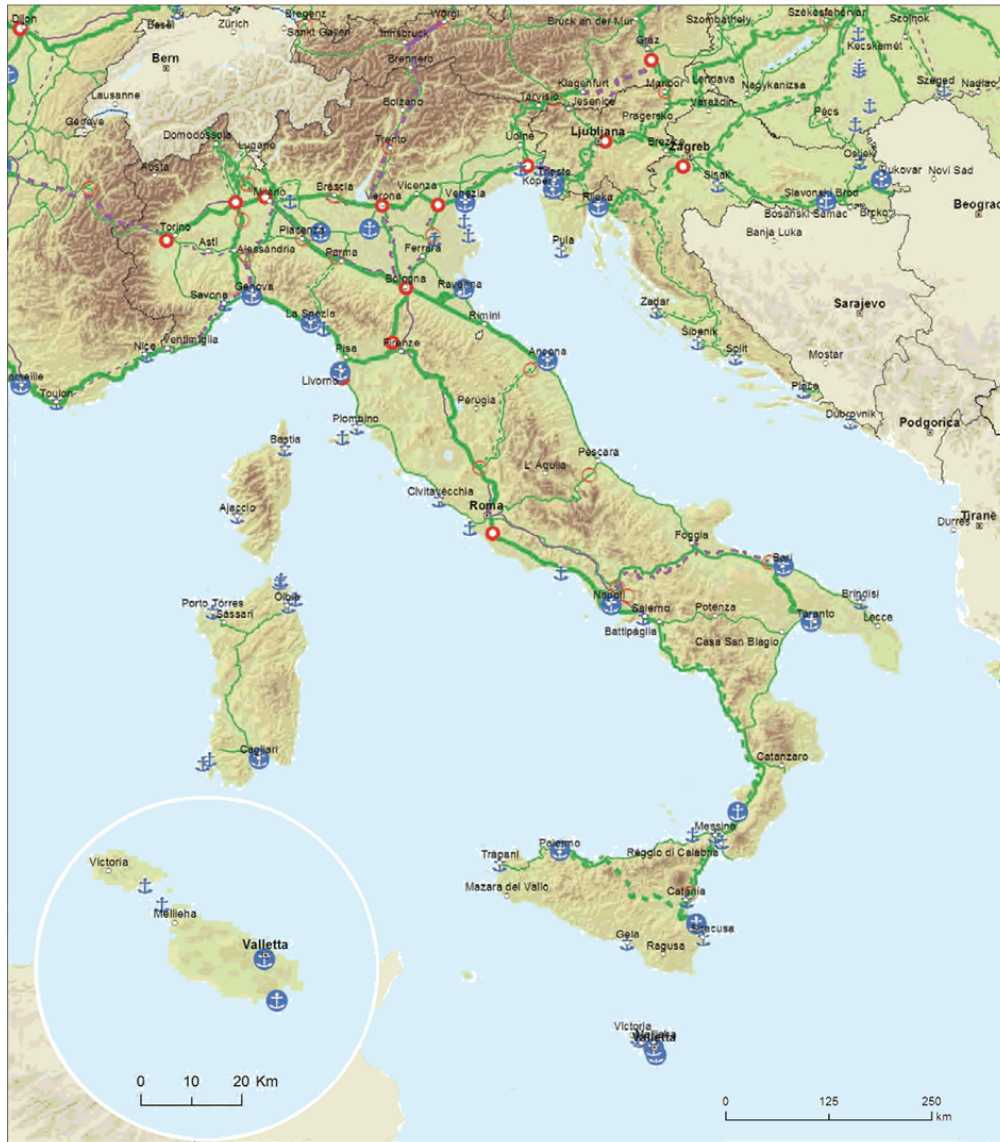 Dijon
Basel
Zürich
Bregenz
Sankt Gallen
Wörgl
Innsbruck
Bruck an der Mur
Graz
Szombathely
Székesfehérvár
Szolnok
Kecskemét
Bern
Brennero
Klagenfurt
Maribor
Lendava
Nagykanizsa
Szeged
Nadlac
Lausanne
Bolzano
Tarvisio
Jesenice
Varaždin
Genève
Pragersko
Pécs
Domodossola
Trento
Udine
Ljubljana
Brežice
Zagreb
Lugano
Aosta
Osijek
Vukovar
Novi Sad
Milano
Brèscia
Verona
Vicenza
Venezia
Trieste
Koper
Rijeka
Sisak
Slavonski Brod
Bosanski Samac
Brcko
Beograd
Torino
Asti
Piacenza
Banja Luka
Alessandria
Parma
Ferrara
Pula
Genova
Bologna
Ravenna
Savona
La Spezia
Rimini
Zadar
Sarajevo
Nice
Ventimiglia
Pisa
Firenze
Ancona
Šibenik
Split
Mostar
Toulon
Livorno
Perugia
Ploce
Piombino
Dubrovnik
Podgorica
Bastia
L' Aquila
Pescara
Civitavecchia
Ajaccio
Roma
Tiranë
Durres
Foggia
Bari
Porto Torres
Olbia
Sassari
Napoli
Salerno
Potenza
Brindisi
Battipaglia
Taranto
Lecce
Casa San Biagio
Cagliari
Catanzaro
Messina
Palermo
Reggio di Calabria
Trapani
Mazara del Vallo
Catania
Gela
Siracusa
Ragusa
Victoria
Mellieha
Valletta
Victoria
Valletta
0 10 20 Km
0 125 250
km